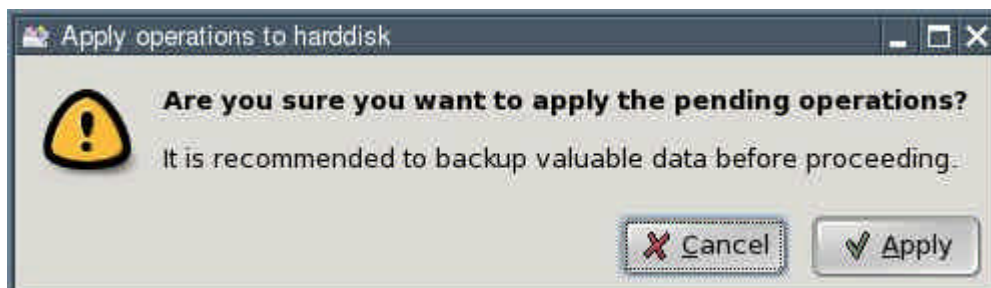 Apply operations to harddisk
Are you sure you want to apply the pending operations?
It is recommended to backup valuable data before proceeding.
Cancel Apply